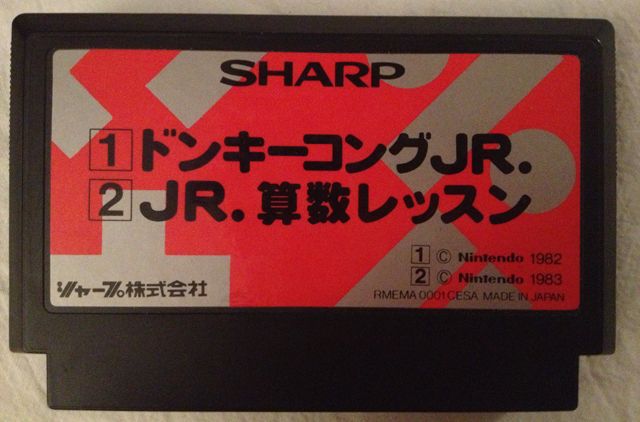 SHARP
1 ドンキーコングJR.
2 JR. 算数レッスン
1 © Nintendo 1982
2 © Nintendo 1983
RMEMA 0001CESA MADE IN JAPAN
シャープ株式会社